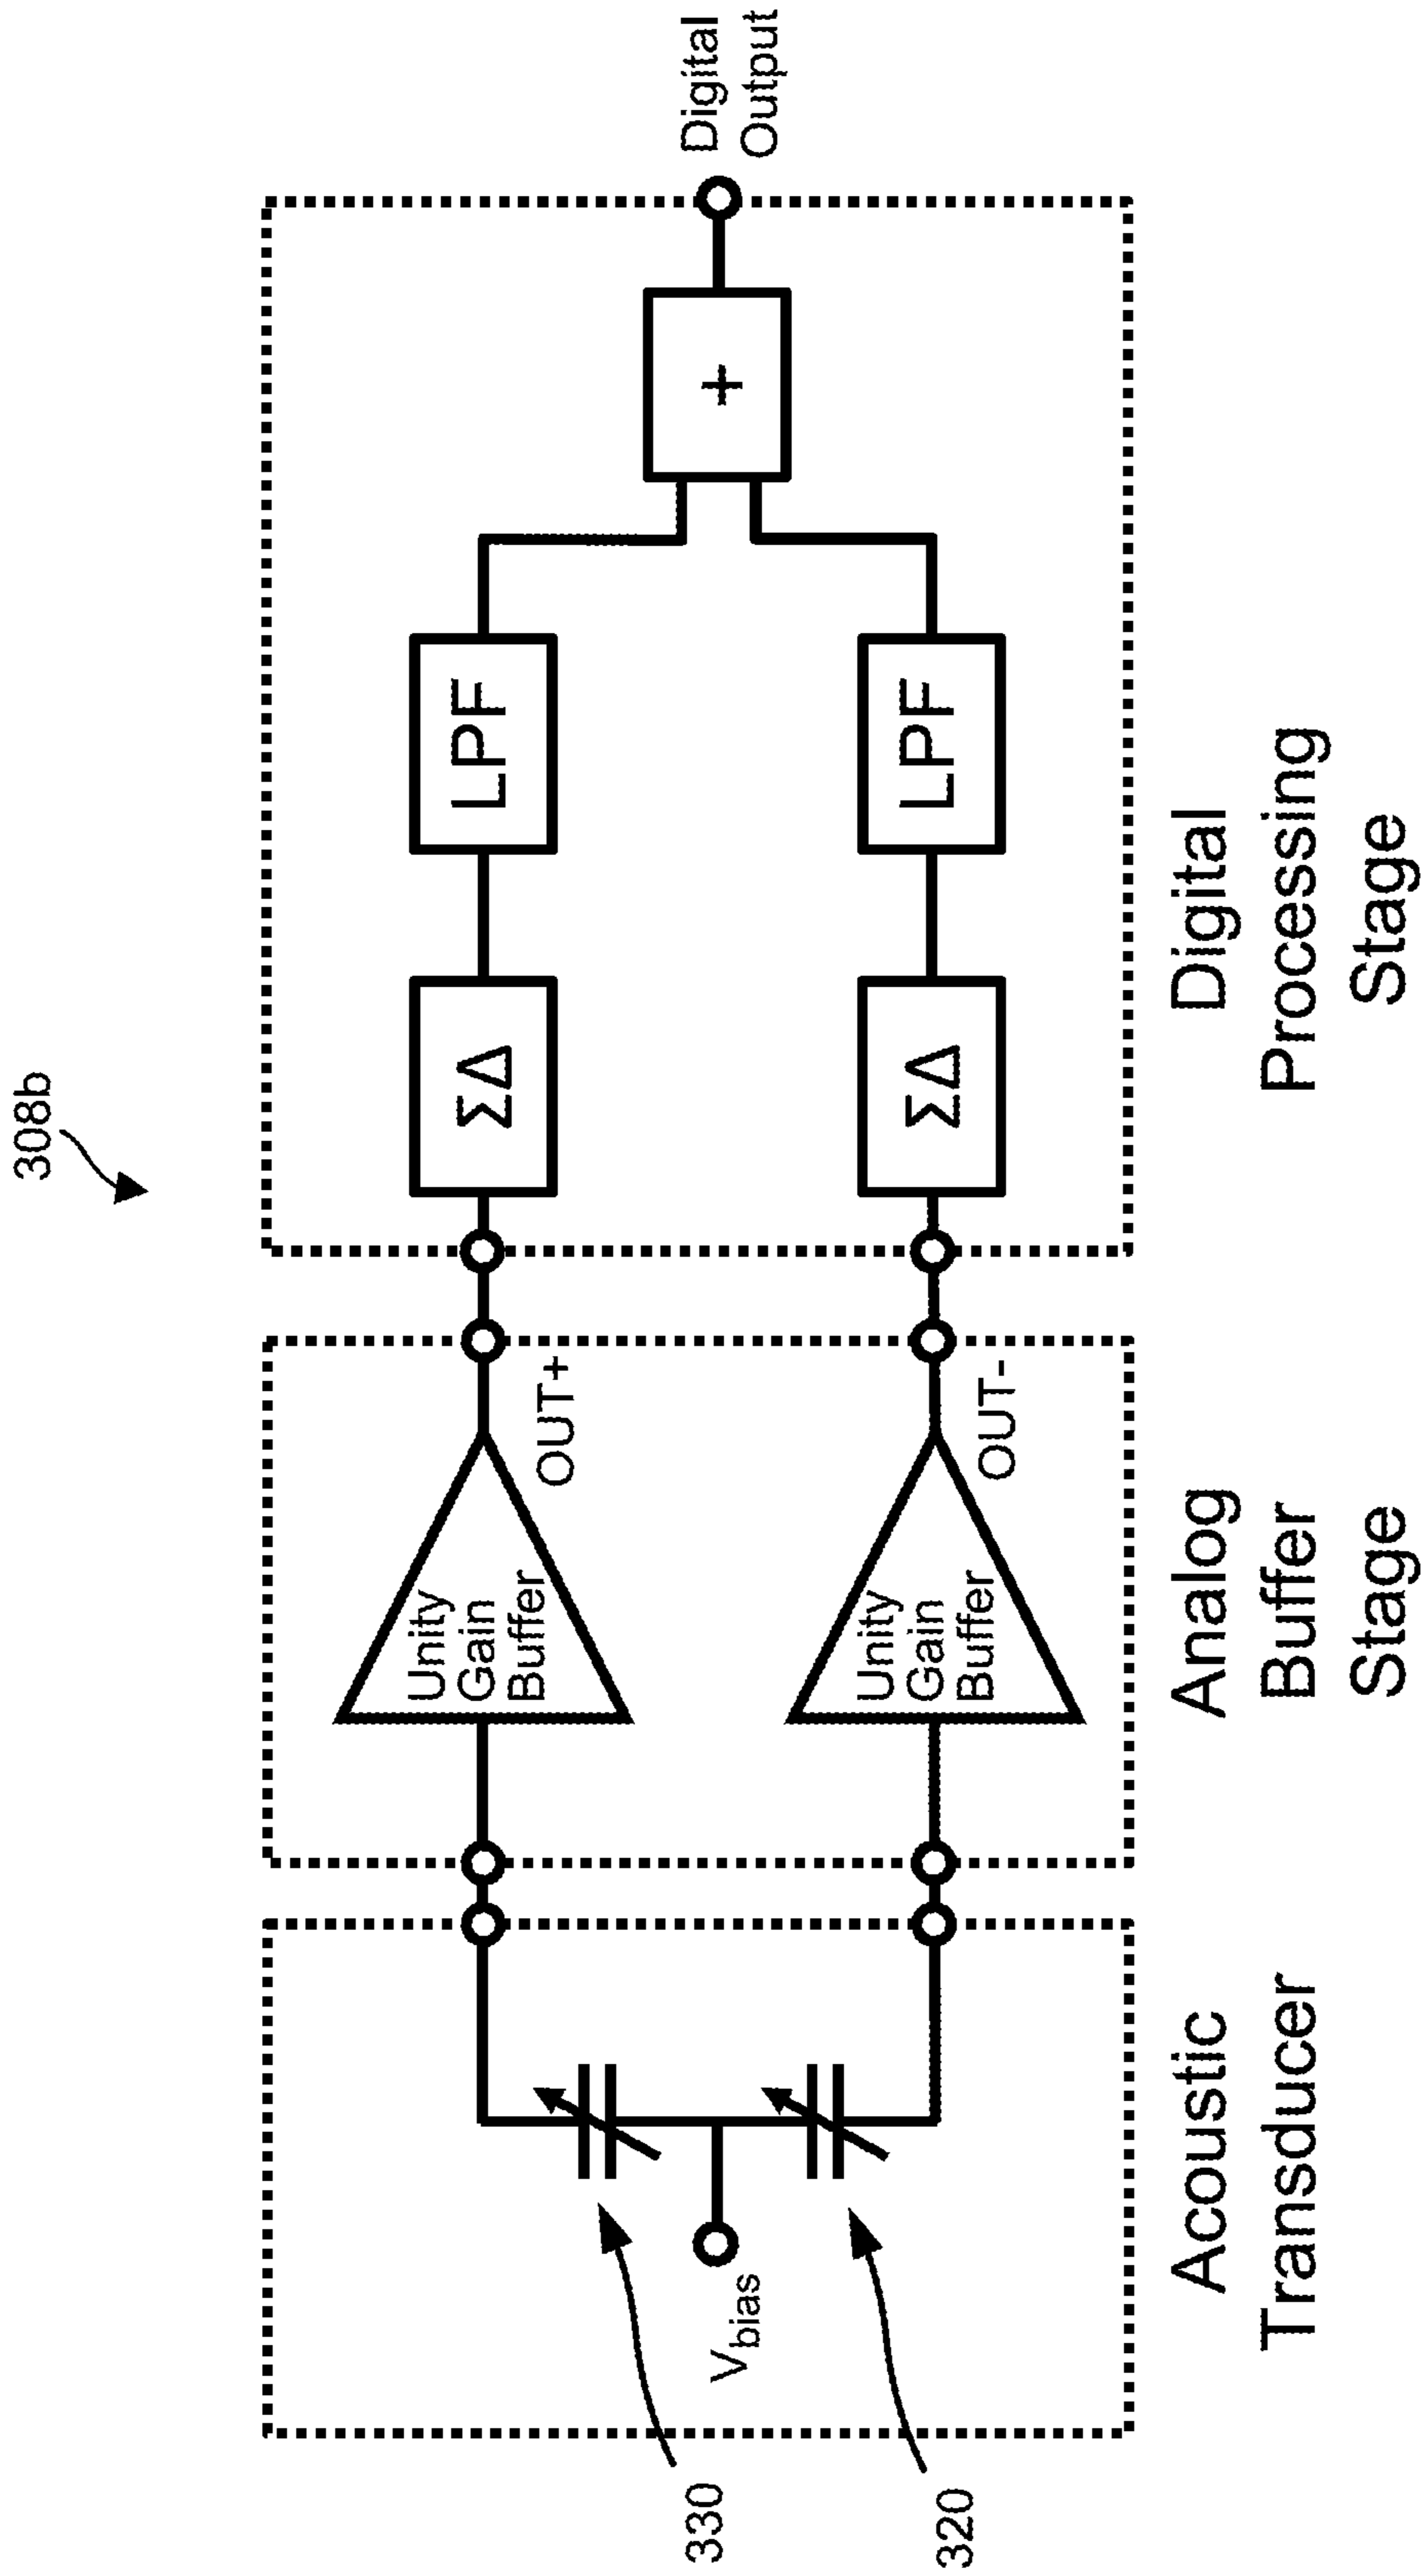 308b
330
320
V bias
Unity
Gain
Buffer
OUT+
Unity
Gain
Buffer
OUT-
ΣΔ
LPF
ΣΔ
LPF
+
Digital
Output
Acoustic
Transducer
Analog
Buffer
Stage
Digital
Processing
Stage